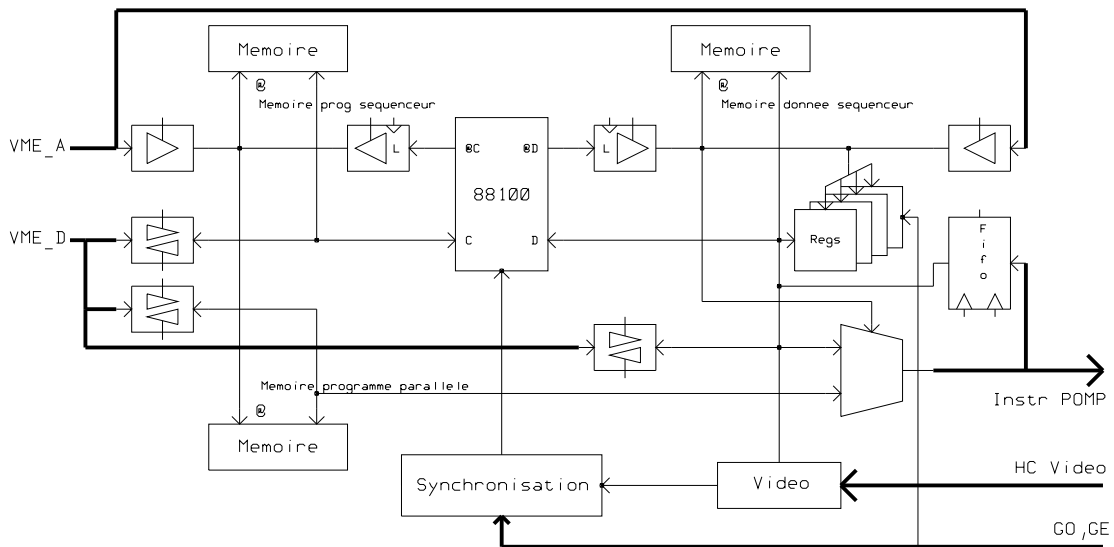 Memoire
Memoire
@
@
Memoire prog sequenceur
Memoire donnee sequenceur
VME_A
L
@C
@D
L
88100
VME_D
C
D
Regs
Fifo
Memoire programme parallele
Instr POMP
@
Memoire
HC Video
Synchronisation
Video
GO,GE